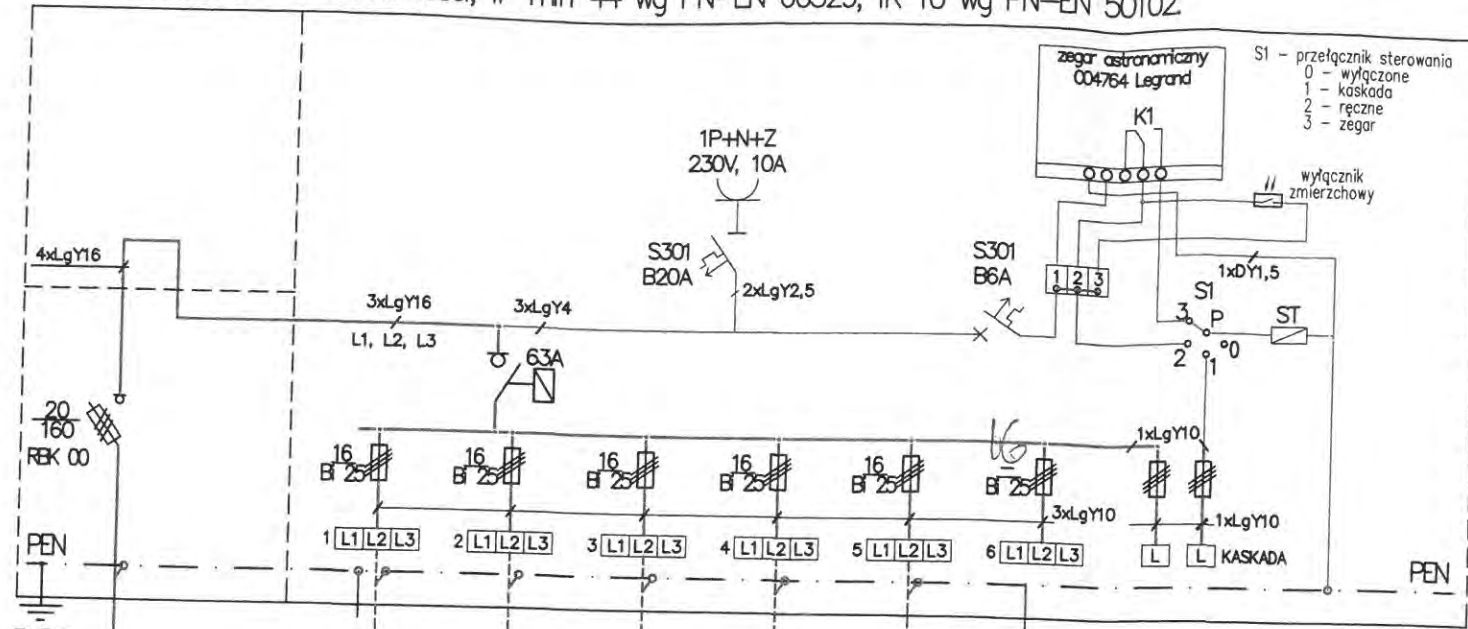 IP min 44 wg PN-EN 60529, IK 10 wg PN-EN 50102.
zegar astronomiczny
004764 Legrand
K1
S1 - przełącznik sterowania
0 - wyłączone
1 - kaskada
2 - ręczne
3 - zegar
wyłącznik
zmierzchowy
1P+N+Z
230V, 10A
4xLgY16
S301
B20A
2xLgY2,5
S301
B6A
1 2 3
1xDY1,5
3xLgY16
L1, L2, L3
3xLgY4
S1
3 P
2 0
1
ST
63A
20
160
RBK 00
16
Bi 25
16
Bi 25
16
Bi 25
16
Bi 25
16
Bi 25
16
Bi 25
1xLgY10
3xLgY10
1xLgY10
1 L1 L2 L3
2 L1 L2 L3
3 L1 L2 L3
4 L1 L2 L3
5 L1 L2 L3
6 L1 L2 L3
L
L KASKADA
PEN
PEN